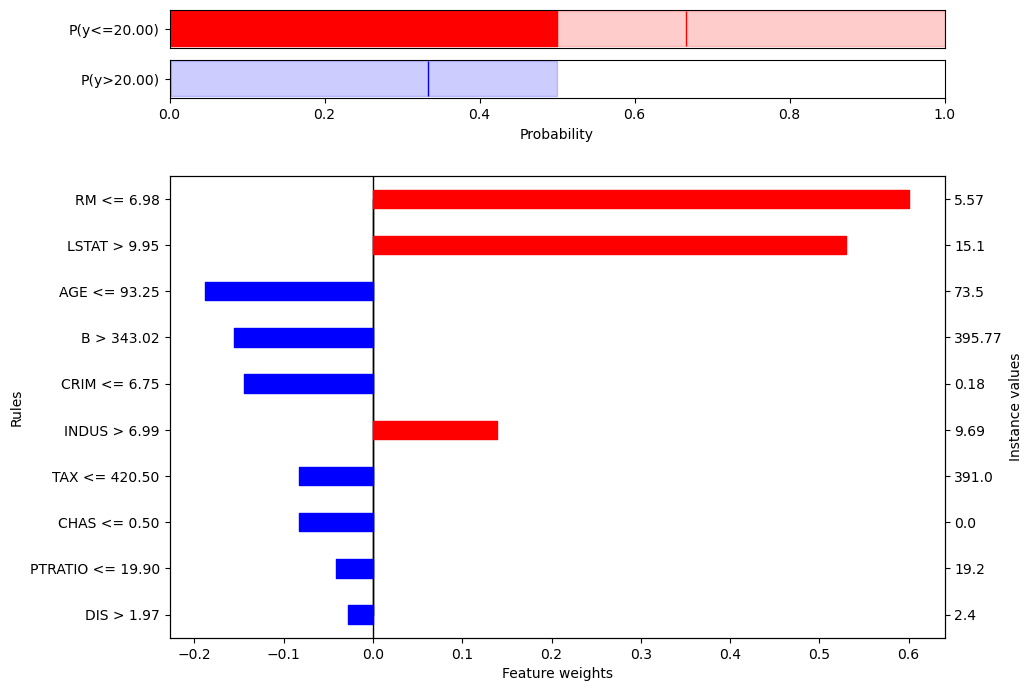 P(y<=20.00)
P(y>20.00)
0.0 0.2 0.4 0.6 0.8 1.0
Probability
Rules
RM <= 6.98 5.57
LSTAT > 9.95 15.1
AGE <= 93.25 73.5
B > 343.02 395.77
CRIM <= 6.75 0.18
INDUS > 6.99 9.69
TAX <= 420.50 391.0
CHAS <= 0.50 0.0
PTRATIO <= 19.90 19.2
DIS > 1.97 2.4
Instance values
−0.2 −0.1 0.0 0.1 0.2 0.3 0.4 0.5 0.6
Feature weights